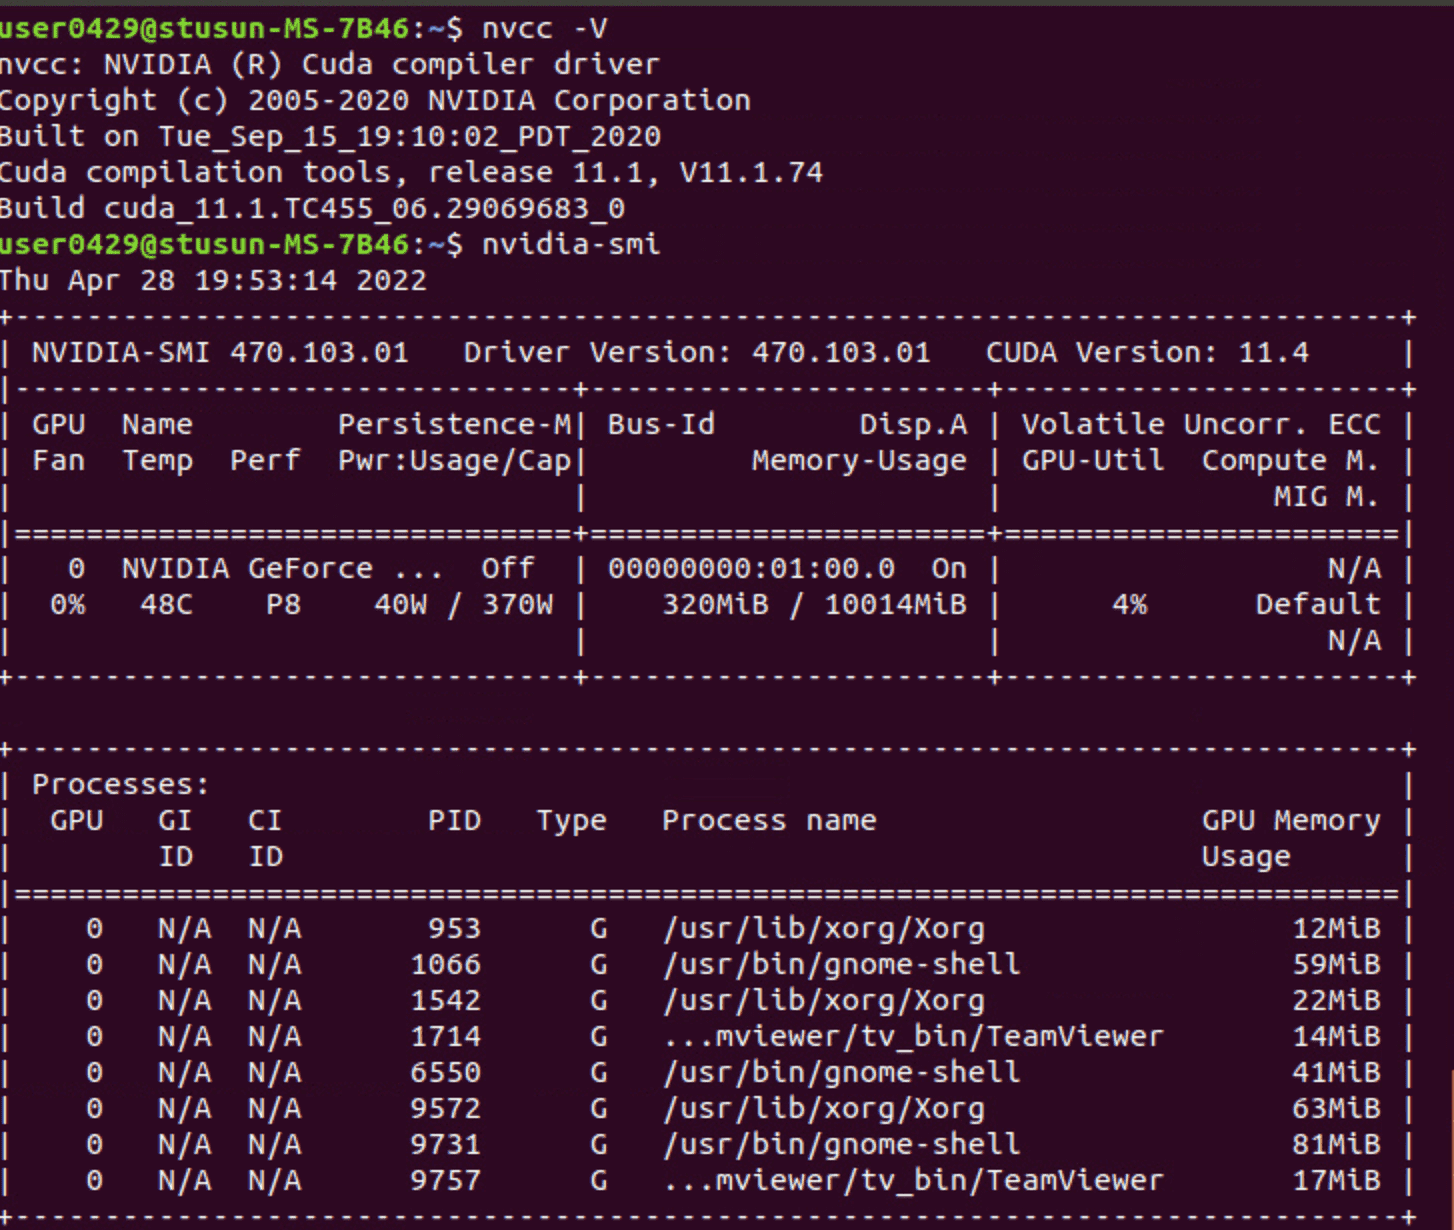 user0429@stusun-MS-7B46:~$ nvcc -V
nvcc: NVIDIA (R) Cuda compiler driver
Copyright (c) 2005-2020 NVIDIA Corporation
Built on Tue_Sep_15_19:10:02_PDT_2020
Cuda compilation tools, release 11.1, V11.1.74
Build cuda_11.1.TC455_06.29069683_0
user0429@stusun-MS-7B46:~$ nvidia-smi
Thu Apr 28 19:53:14 2022
+-----------------------------------------------------------------------------+
| NVIDIA-SMI 470.103.01   Driver Version: 470.103.01   CUDA Version: 11.4     |
|-------------------------------+----------------------+----------------------+
| GPU  Name        Persistence-M| Bus-Id        Disp.A | Volatile Uncorr. ECC |
| Fan  Temp  Perf  Pwr:Usage/Cap|         Memory-Usage | GPU-Util  Compute M. |
|                               |                      |               MIG M. |
|===============================+======================+======================|
|   0  NVIDIA GeForce ...  Off  | 00000000:01:00.0  On |                  N/A |
|  0%   48C    P8    40W / 370W |    320MiB / 10014MiB |      4%      Default |
|                               |                      |                  N/A |
+-------------------------------+----------------------+----------------------+
+-----------------------------------------------------------------------------+
| Processes:                                                                  |
|  GPU   GI   CI        PID   Type   Process name                  GPU Memory |
|        ID   ID                                                   Usage      |
|=============================================================================|
|    0   N/A  N/A       953      G   /usr/lib/xorg/Xorg                 12MiB |
|    0   N/A  N/A      1066      G   /usr/bin/gnome-shell               59MiB |
|    0   N/A  N/A      1542      G   /usr/lib/xorg/Xorg                 22MiB |
|    0   N/A  N/A      1714      G   ...mviewer/tv_bin/TeamViewer       14MiB |
|    0   N/A  N/A      6550      G   /usr/bin/gnome-shell               41MiB |
|    0   N/A  N/A      9572      G   /usr/lib/xorg/Xorg                 63MiB |
|    0   N/A  N/A      9731      G   /usr/bin/gnome-shell               81MiB |
|    0   N/A  N/A      9757      G   ...mviewer/tv_bin/TeamViewer       17MiB |
+-----------------------------------------------------------------------------+